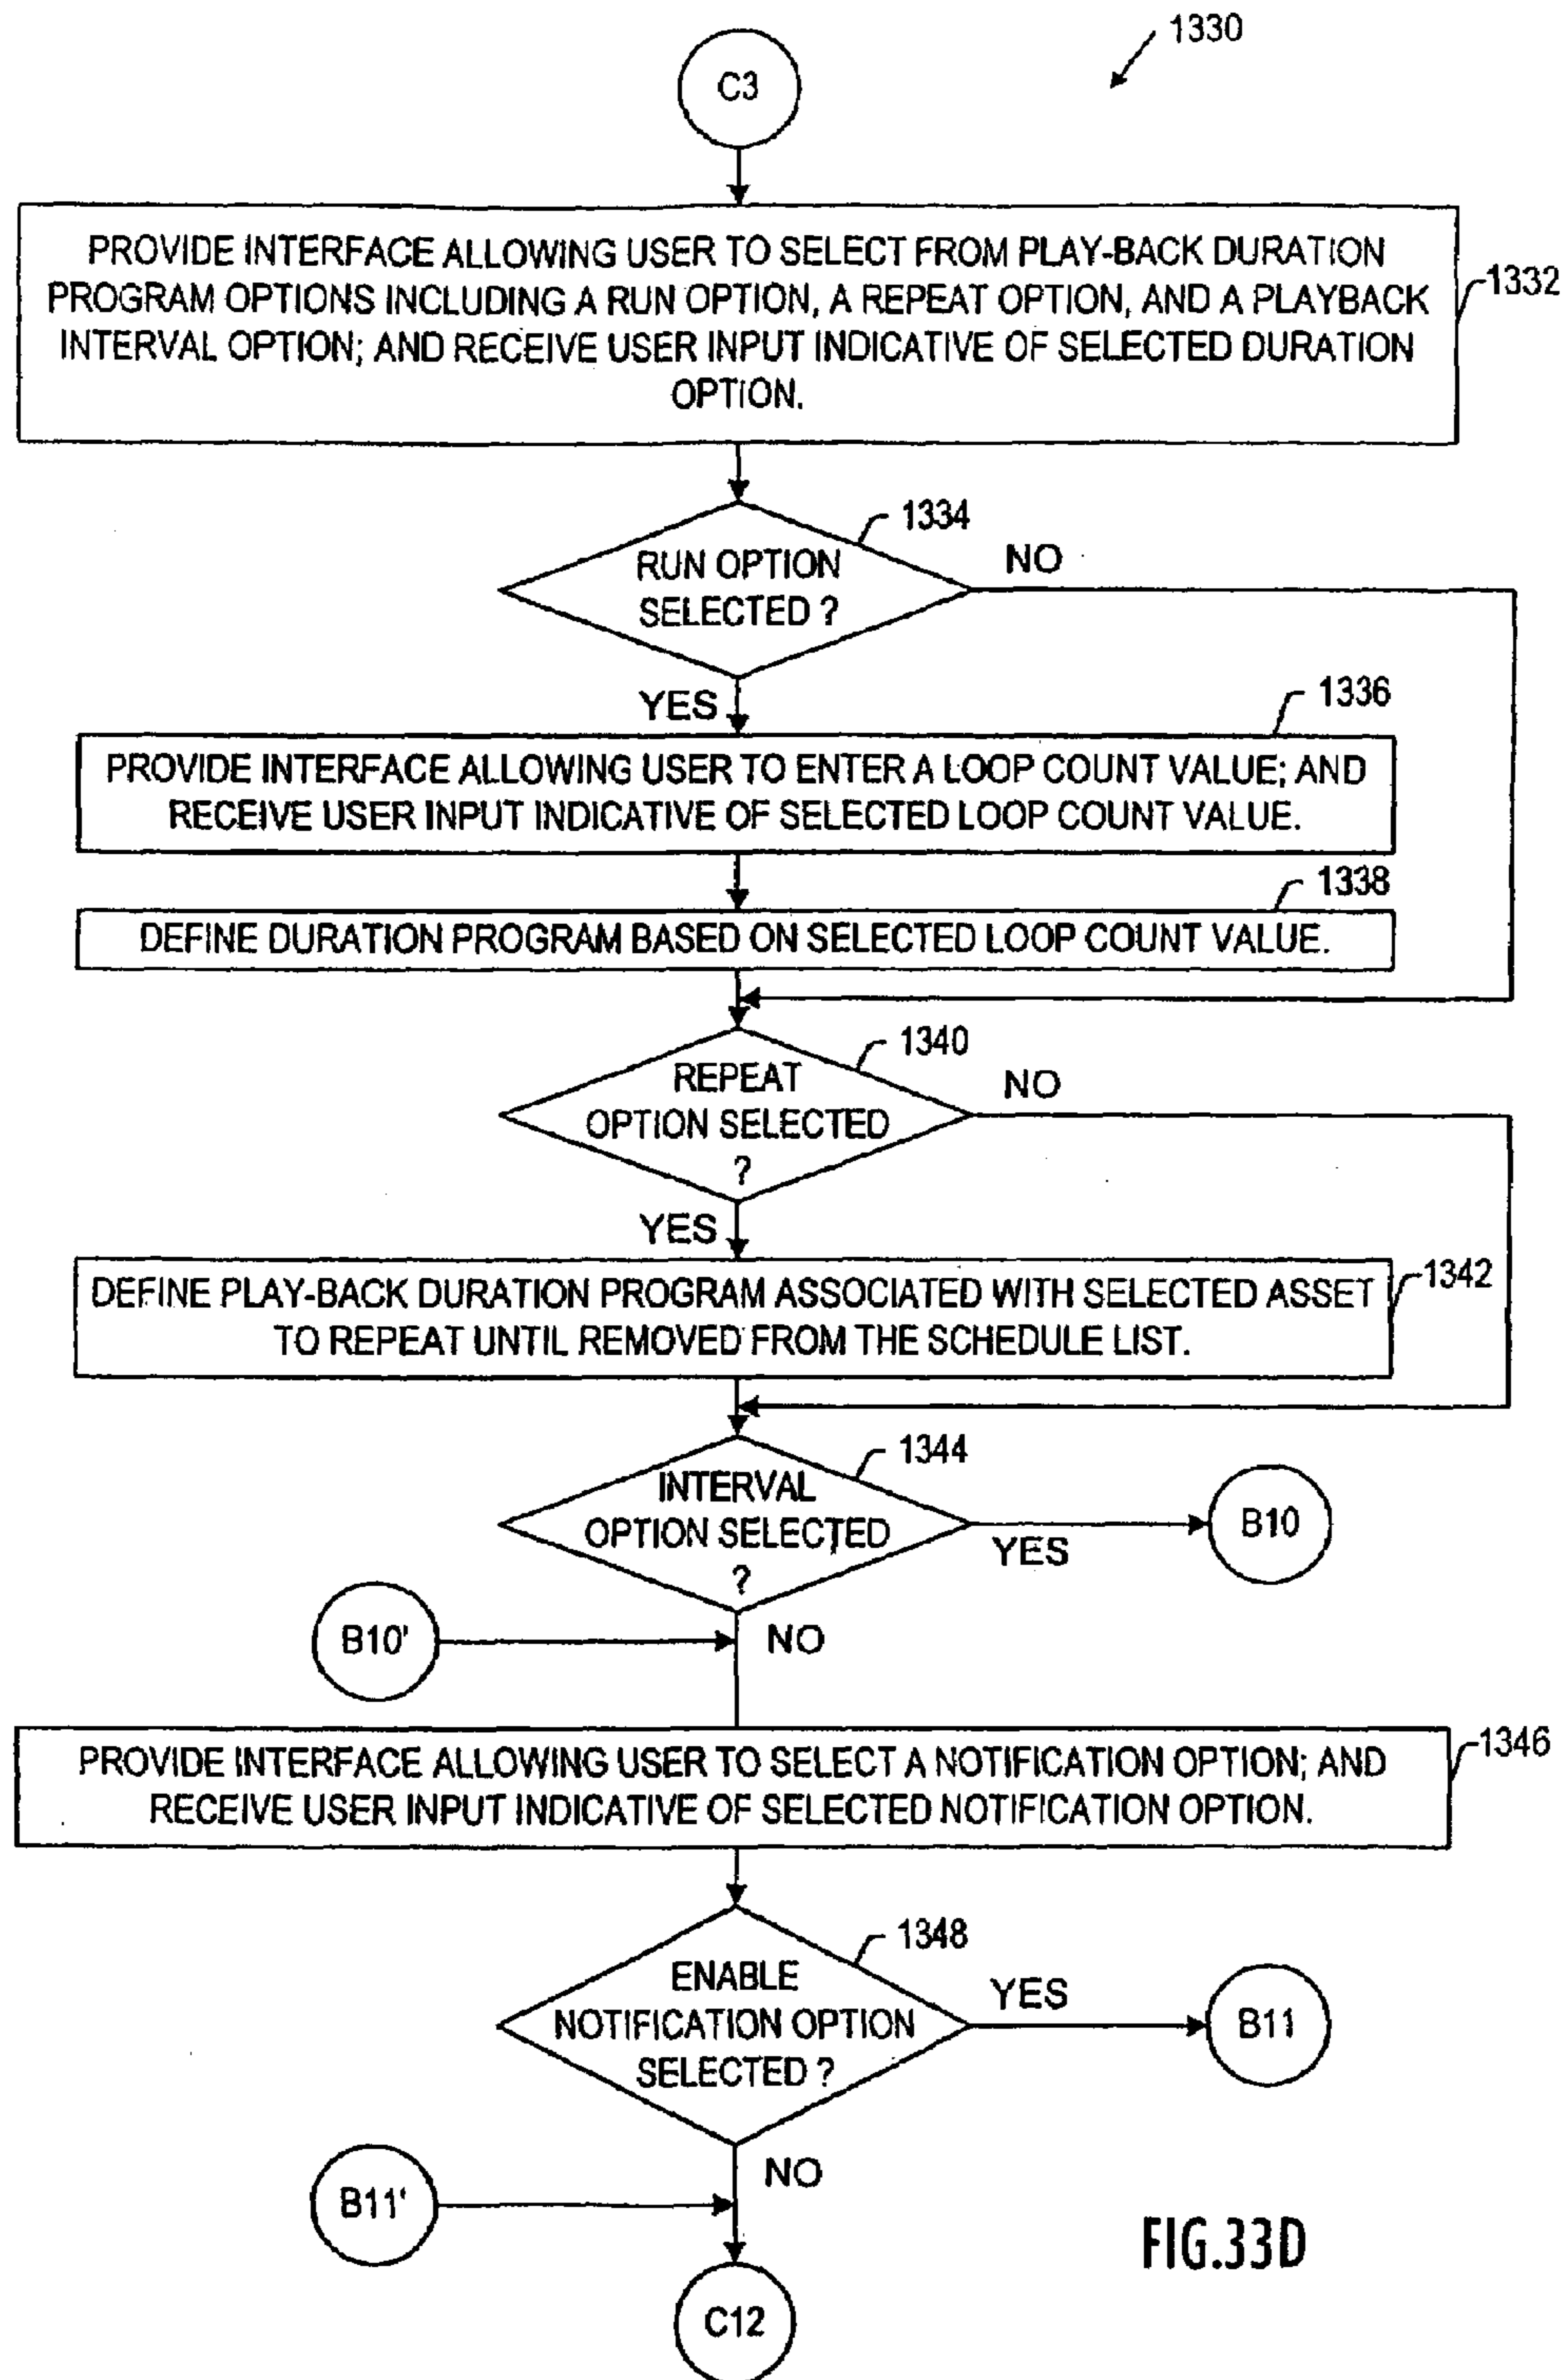 1330
C3
PROVIDE INTERFACE ALLOWING USER TO SELECT FROM PLAY-BACK DURATION
PROGRAM OPTIONS INCLUDING A RUN OPTION, A REPEAT OPTION, AND A PLAYBACK
INTERVAL OPTION; AND RECEIVE USER INPUT INDICATIVE OF SELECTED DURATION
OPTION.
1332
1334
RUN OPTION
SELECTED ?
NO
YES
1336
PROVIDE INTERFACE ALLOWING USER TO ENTER A LOOP COUNT VALUE; AND
RECEIVE USER INPUT INDICATIVE OF SELECTED LOOP COUNT VALUE.
1338
DEFINE DURATION PROGRAM BASED ON SELECTED LOOP COUNT VALUE.
1340
REPEAT
OPTION SELECTED
?
NO
YES
DEFINE PLAY-BACK DURATION PROGRAM ASSOCIATED WITH SELECTED ASSET
TO REPEAT UNTIL REMOVED FROM THE SCHEDULE LIST.
1342
1344
INTERVAL
OPTION SELECTED
?
YES
B10
B10'
NO
PROVIDE INTERFACE ALLOWING USER TO SELECT A NOTIFICATION OPTION; AND
RECEIVE USER INPUT INDICATIVE OF SELECTED NOTIFICATION OPTION.
1346
1348
ENABLE
NOTIFICATION OPTION
SELECTED ?
YES
B11
NO
B11'
C12
FIG.33D